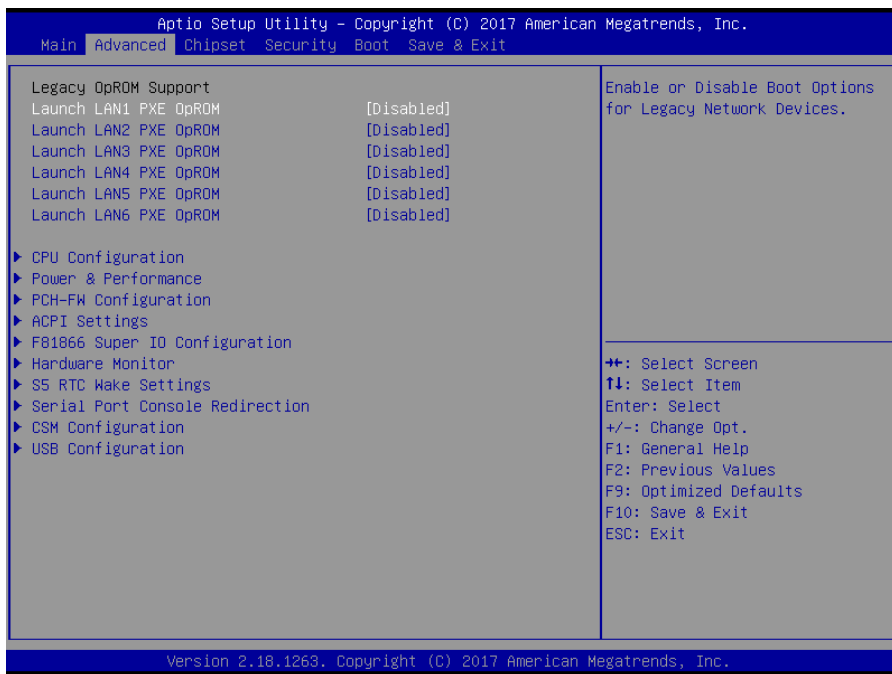 Aptio Setup Utility – Copyright (C) 2017 American Megatrends, Inc.
Main Advanced Chipset Security Boot Save & Exit
Legacy OpROM Support
Launch LAN1 PXE OpROM [Disabled]
Launch LAN2 PXE OpROM [Disabled]
Launch LAN3 PXE OpROM [Disabled]
Launch LAN4 PXE OpROM [Disabled]
Launch LAN5 PXE OpROM [Disabled]
Launch LAN6 PXE OpROM [Disabled]
CPU Configuration
Power & Performance
PCH-FW Configuration
ACPI Settings
F81866 Super IO Configuration
Hardware Monitor
S5 RTC Wake Settings
Serial Port Console Redirection
CSM Configuration
USB Configuration
Enable or Disable Boot Options
for Legacy Network Devices.
→←: Select Screen
↑↓: Select Item
Enter: Select
+/-: Change Opt.
F1: General Help
F2: Previous Values
F9: Optimized Defaults
F10: Save & Exit
ESC: Exit
Version 2.18.1263. Copyright (C) 2017 American Megatrends, Inc.